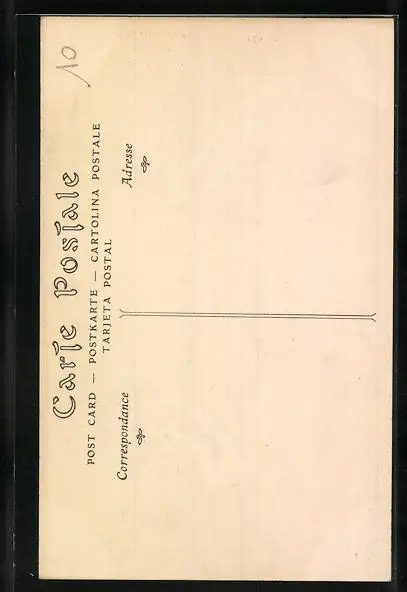 10
Carte Postale
POST CARD — POSTKARTE — CARTOLINA POSTALE
TARJETA POSTAL
Correspondance
Adresse